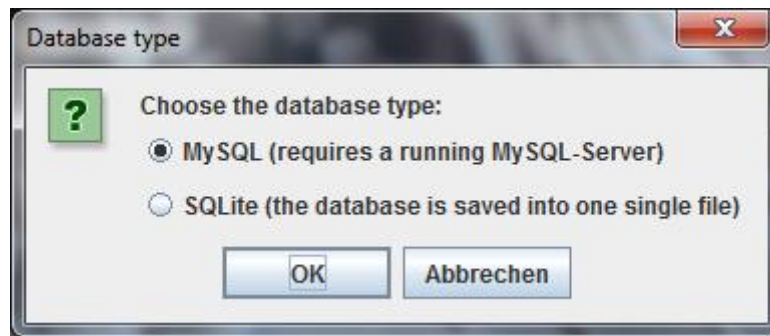 Database type
Choose the database type:
MySQL (requires a running MySQL-Server)
SQLite (the database is saved into one single file)
OK Abbrechen